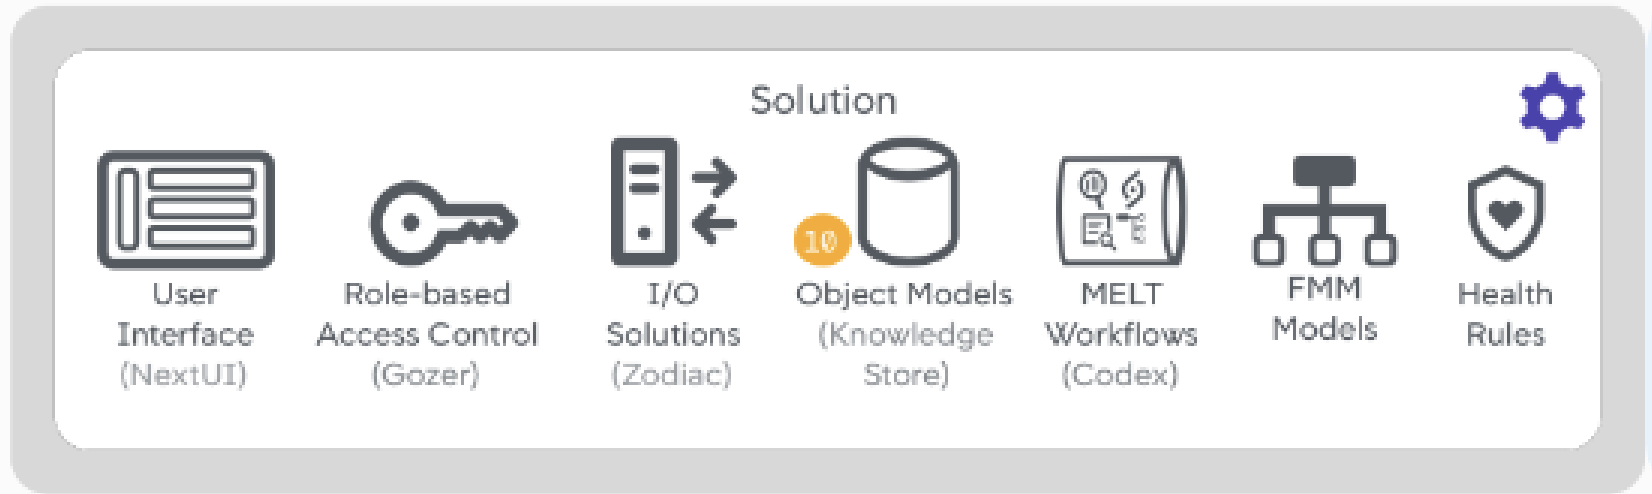 Solution
10
User
Interface
(NextUI)
Role-based
Access Control
(Gozer)
I/O
Solutions
(Zodiac)
Object Models
(Knowledge
Store)
MELT
Workflows
(Codex)
FMM
Models
Health
Rules